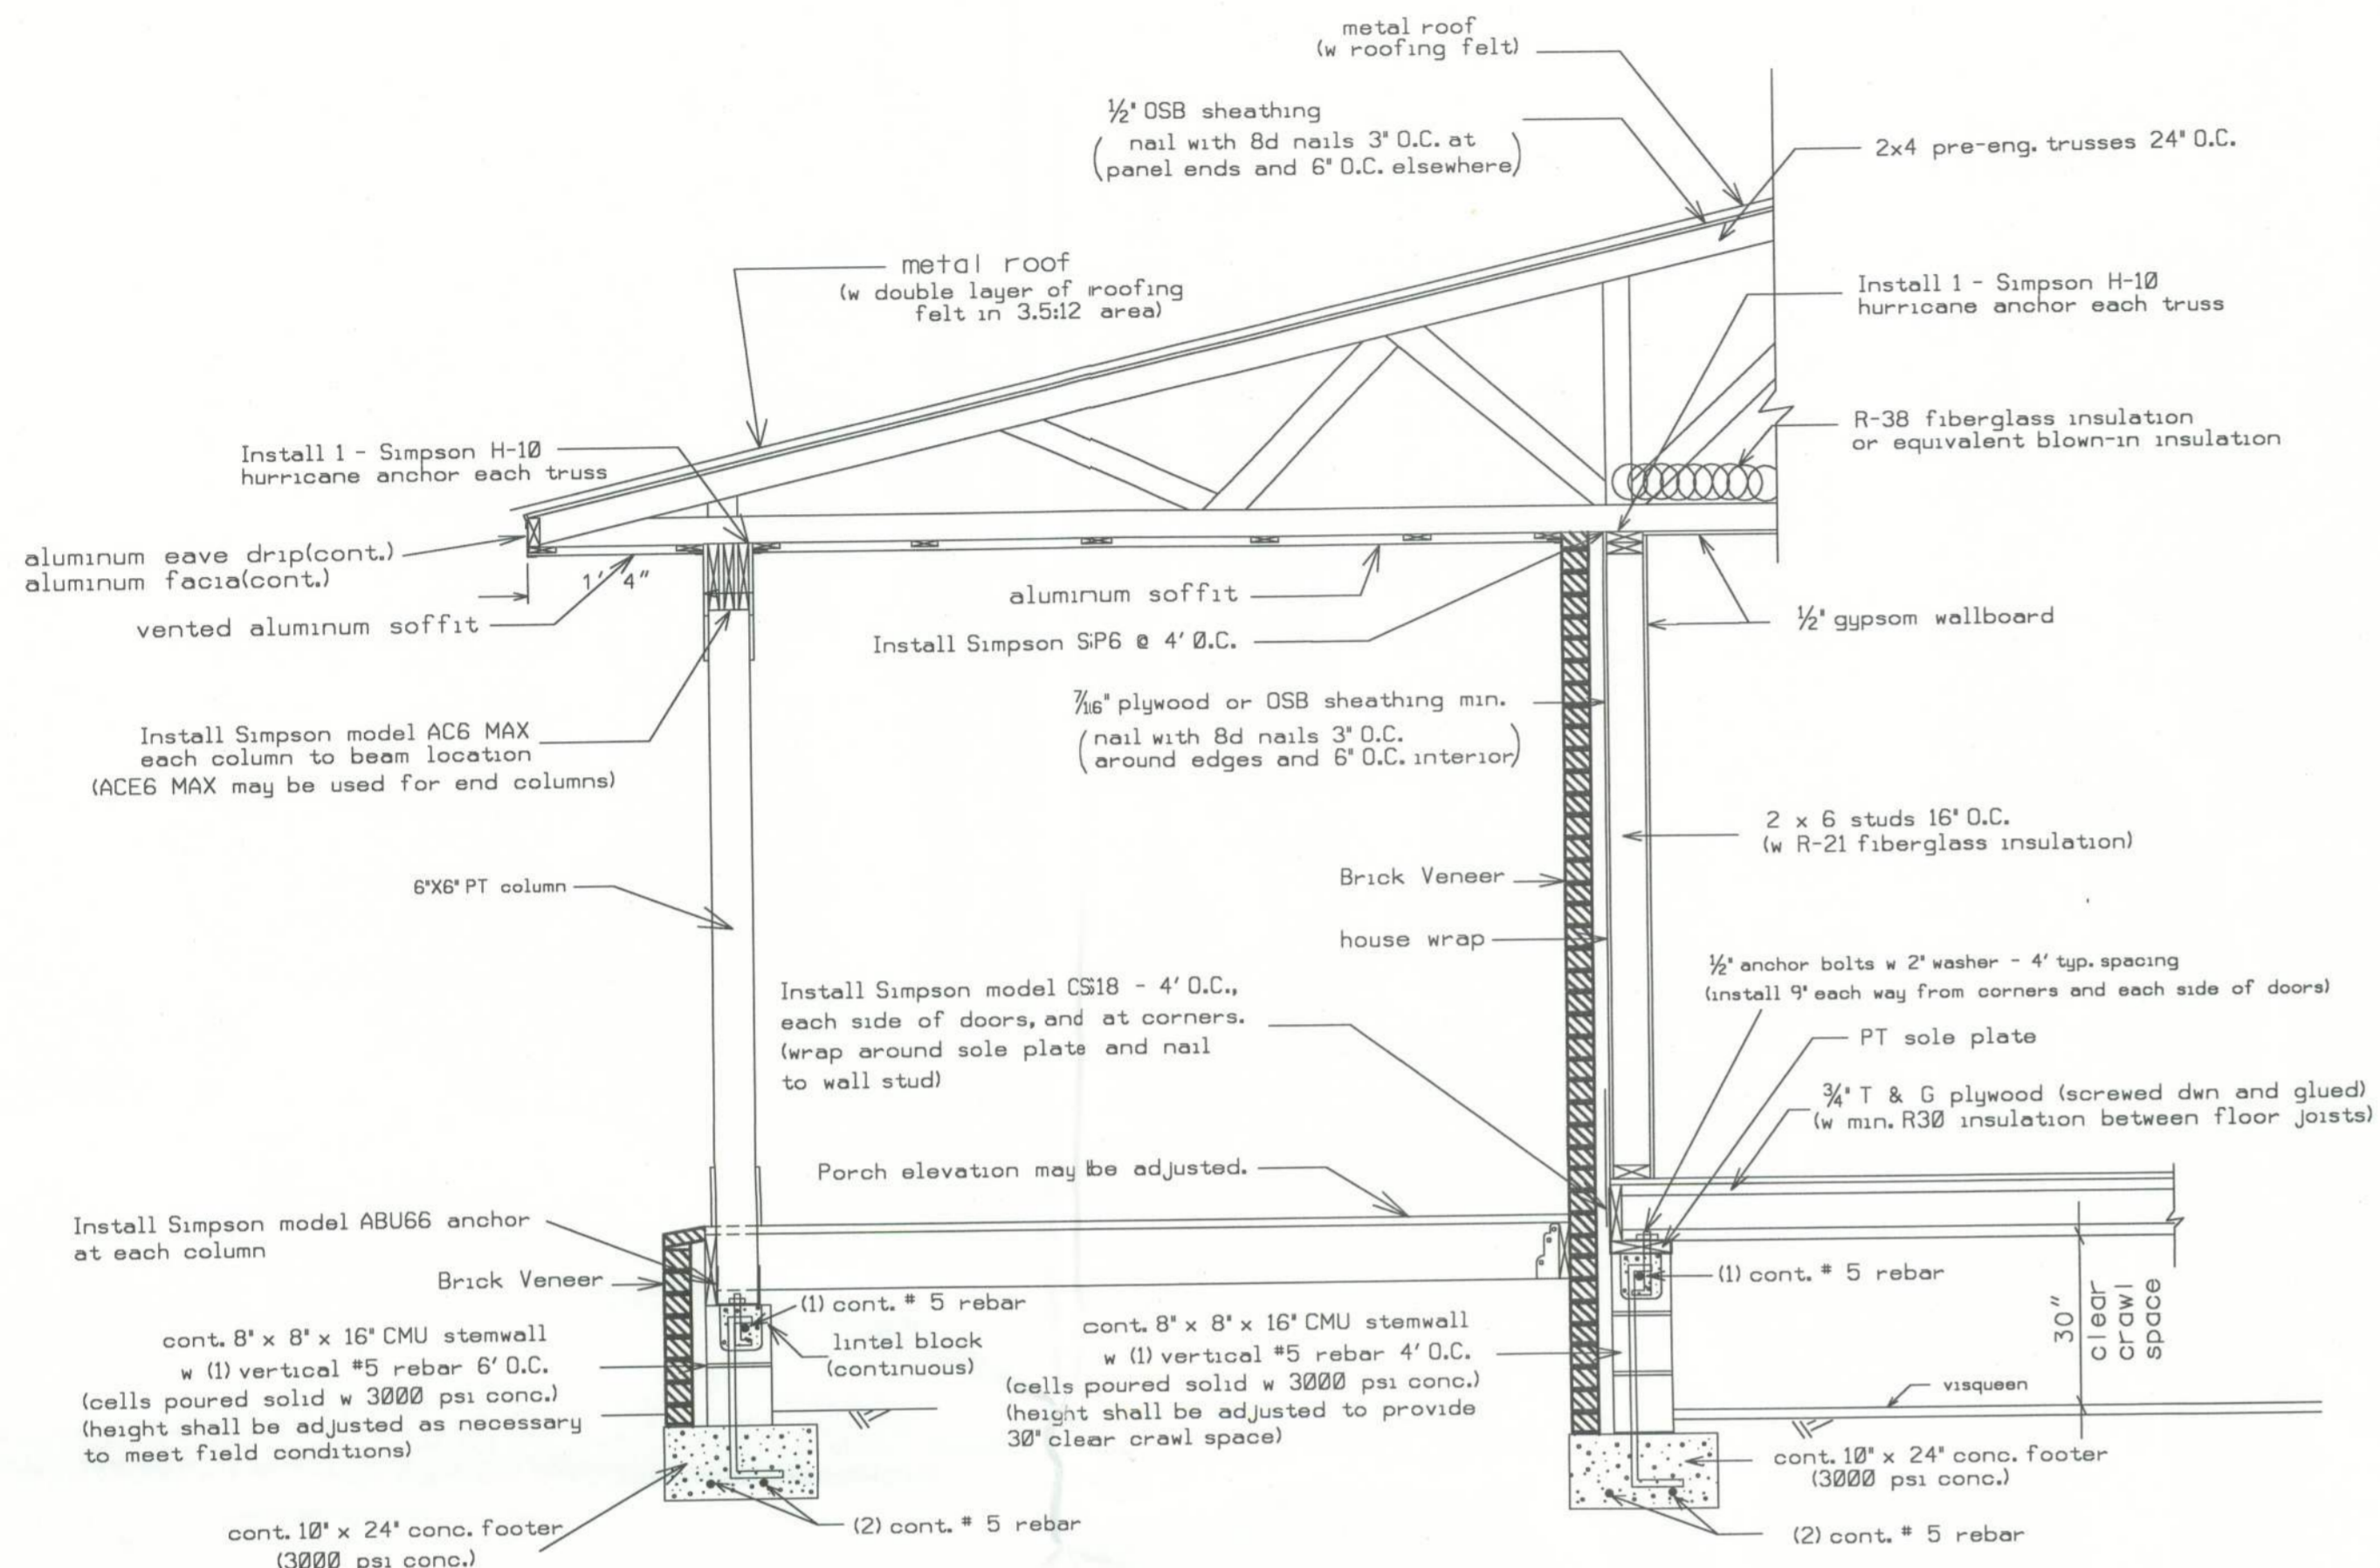 metal roof
(w roofing felt)
½" OSB sheathing
(nail with 8d nails 3" O.C. at
panel ends and 6" O.C. elsewhere)
2x4 pre-eng. trusses 24" O.C.
metal roof
(w double layer of roofing
felt in 3.5:12 area)
Install 1 - Simpson H-10
hurricane anchor each truss
Install 1 - Simpson H-10
hurricane anchor each truss
R-38 fiberglass insulation
or equivalent blown-in insulation
aluminum eave drip(cont.)
aluminum facia(cont.)
1' 4"
vented aluminum soffit
aluminum soffit
Install Simpson SiP6 @ 4' O.C.
½" gypsom wallboard
7/16" plywood or OSB sheathing min.
(nail with 8d nails 3" O.C.
around edges and 6" O.C. interior)
Install Simpson model AC6 MAX
each column to beam location
(ACE6 MAX may be used for end columns)
2 x 6 studs 16" O.C.
(w R-21 fiberglass insulation)
6"X6" PT column
Brick Veneer
house wrap
½" anchor bolts w 2" washer - 4' typ. spacing
(install 9" each way from corners and each side of doors)
Install Simpson model CS18 - 4' O.C.,
each side of doors, and at corners.
(wrap around sole plate and nail
to wall stud)
PT sole plate
¾" T & G plywood (screwed dwn and glued)
(w min. R30 insulation between floor joists)
Porch elevation may be adjusted.
Install Simpson model ABU66 anchor
at each column
Brick Veneer
(1) cont. # 5 rebar
lintel block
(continuous)
(1) cont. # 5 rebar
30"
clear
crawl
space
cont. 8" x 8" x 16" CMU stemwall
w (1) vertical #5 rebar 6' O.C.
(cells poured solid w 3000 psi conc.)
(height shall be adjusted as necessary
to meet field conditions)
cont. 8" x 8" x 16" CMU stemwall
w (1) vertical #5 rebar 4' O.C.
(cells poured solid w 3000 psi conc.)
(height shall be adjusted to provide
30" clear crawl space)
visqueen
cont. 10" x 24" conc. footer
(3000 psi conc.)
cont. 10" x 24" conc. footer
(3000 psi conc.)
(2) cont. # 5 rebar
(2) cont. # 5 rebar